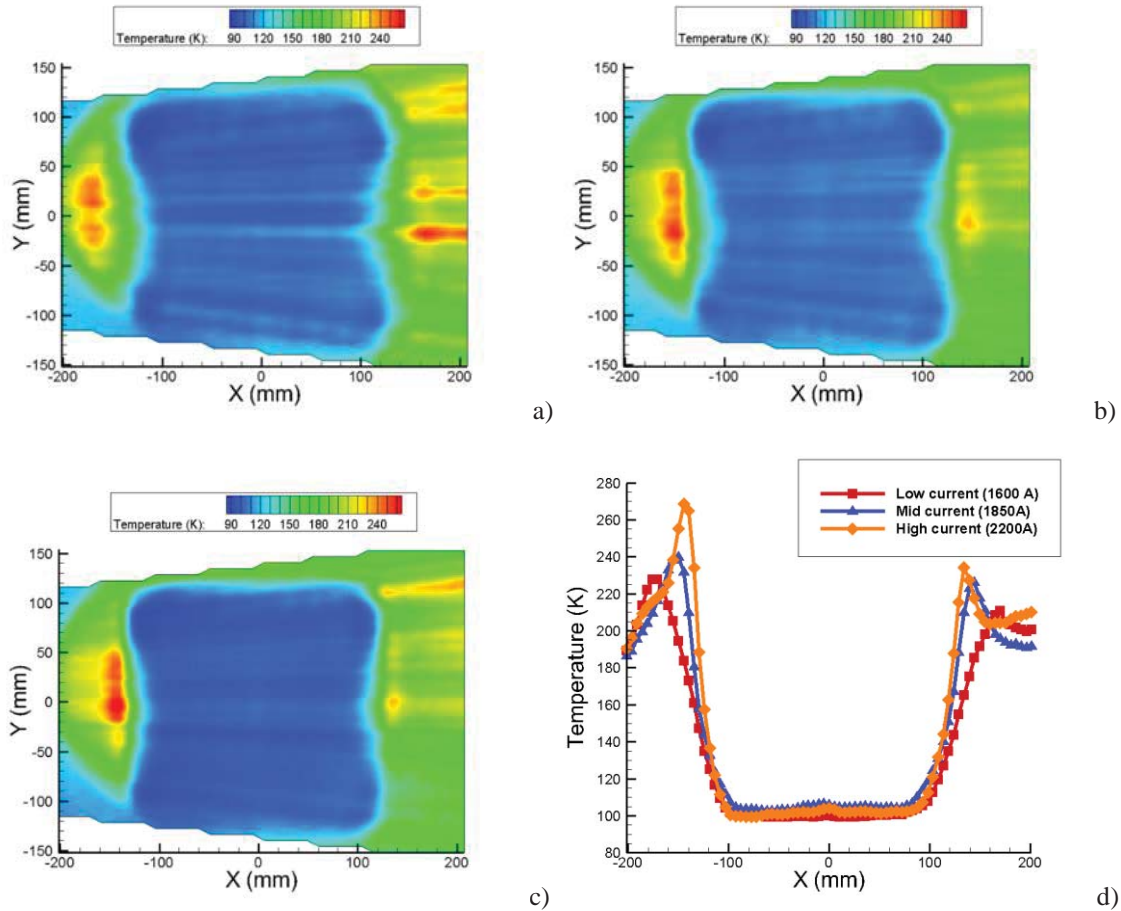 Temperature (K): 90 120 150 180 210 240
Temperature (K): 90 120 150 180 210 240
150
100
50
0
-50
-100
-150
Y (mm)
-200 -100 0 100 200
X (mm)
a)
150
100
50
0
-50
-100
-150
Y (mm)
-200 -100 0 100 200
X (mm)
b)
Temperature (K): 90 120 150 180 210 240
150
100
50
0
-50
-100
-150
Y (mm)
-200 -100 0 100 200
X (mm)
c)
Low current (1600 A)
Mid current (1850A)
High current (2200A)
280
260
240
220
200
180
160
140
120
100
80
Temperature (K)
-200 -100 0 100 200
X (mm)
d)